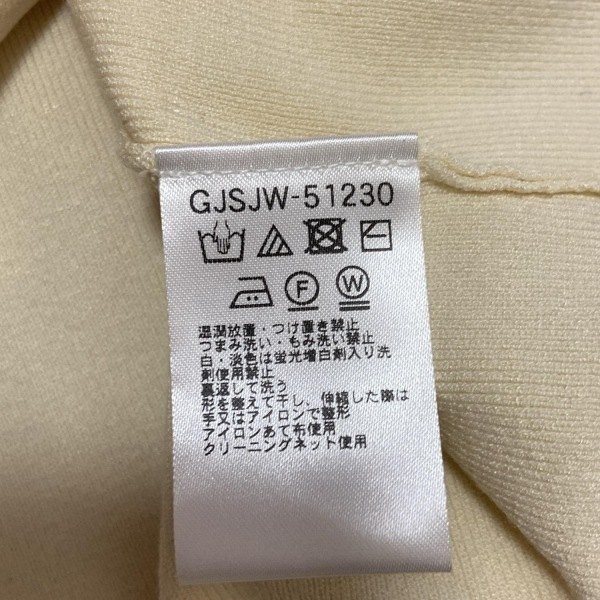 GJSJW-51230
F W
湿潤放置・つけ置き禁止
つまみ洗い・もみ洗い禁止
白・淡色は蛍光増白剤入り洗
剤使用禁止
裏返して洗う
形を整えて干し、伸縮した際は
手又はアイロンで整形
アイロンあて布使用
クリーニングネット使用